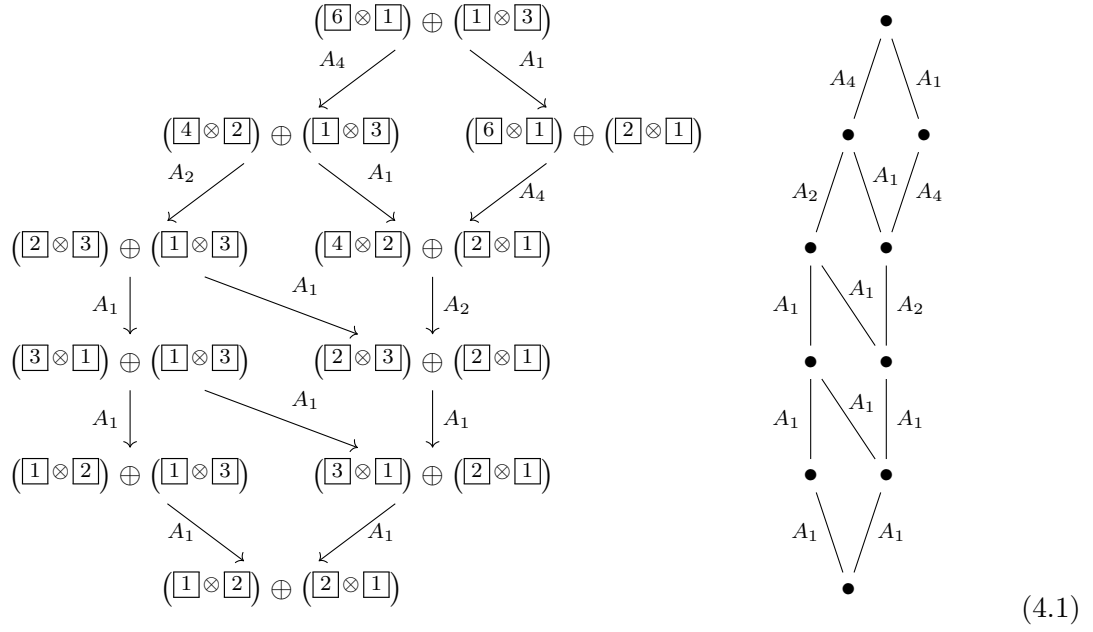 (6 ⊗ 1) ⊕ (1 ⊗ 3)
A₄ A₁ A₄ A₁
(4 ⊗ 2) ⊕ (1 ⊗ 3) (6 ⊗ 1) ⊕ (2 ⊗ 1)
A₂ A₁ A₄ A₂ A₁ A₄
(2 ⊗ 3) ⊕ (1 ⊗ 3) (4 ⊗ 2) ⊕ (2 ⊗ 1)
A₁ A₁ A₂ A₁ A₁ A₂
(3 ⊗ 1) ⊕ (1 ⊗ 3) (2 ⊗ 3) ⊕ (2 ⊗ 1)
A₁ A₁ A₁ A₁ A₁ A₁
(1 ⊗ 2) ⊕ (1 ⊗ 3) (3 ⊗ 1) ⊕ (2 ⊗ 1)
A₁ A₁ A₁ A₁
(1 ⊗ 2) ⊕ (2 ⊗ 1)
(4.1)